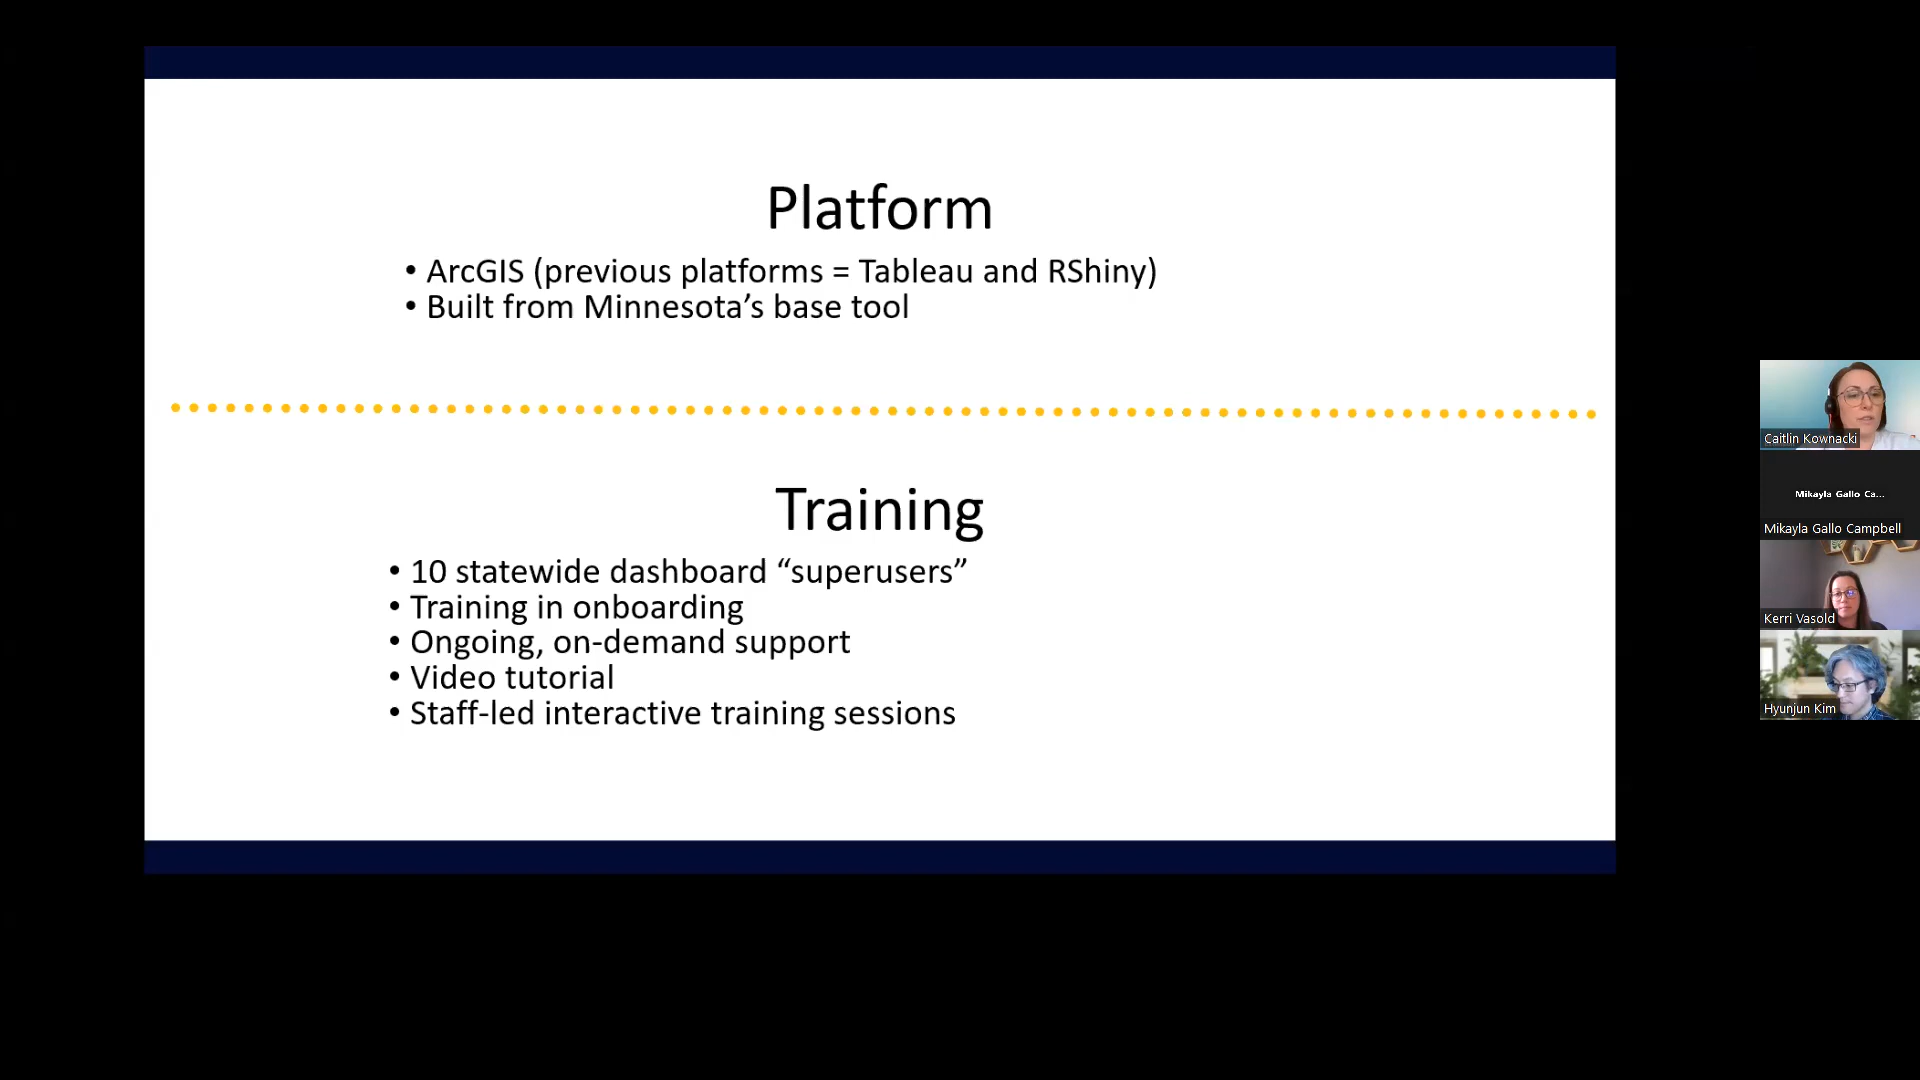 Platform
• ArcGIS (previous platforms = Tableau and RShiny)
• Built from Minnesota’s base tool
Training
• 10 statewide dashboard “superusers”
• Training in onboarding
• Ongoing, on-demand support
• Video tutorial
• Staff-led interactive training sessions
Caitlin Kownacki
Mikayla Gallo Ca...
Mikayla Gallo Campbell
Kerri Vasold
Hyunjun Kim